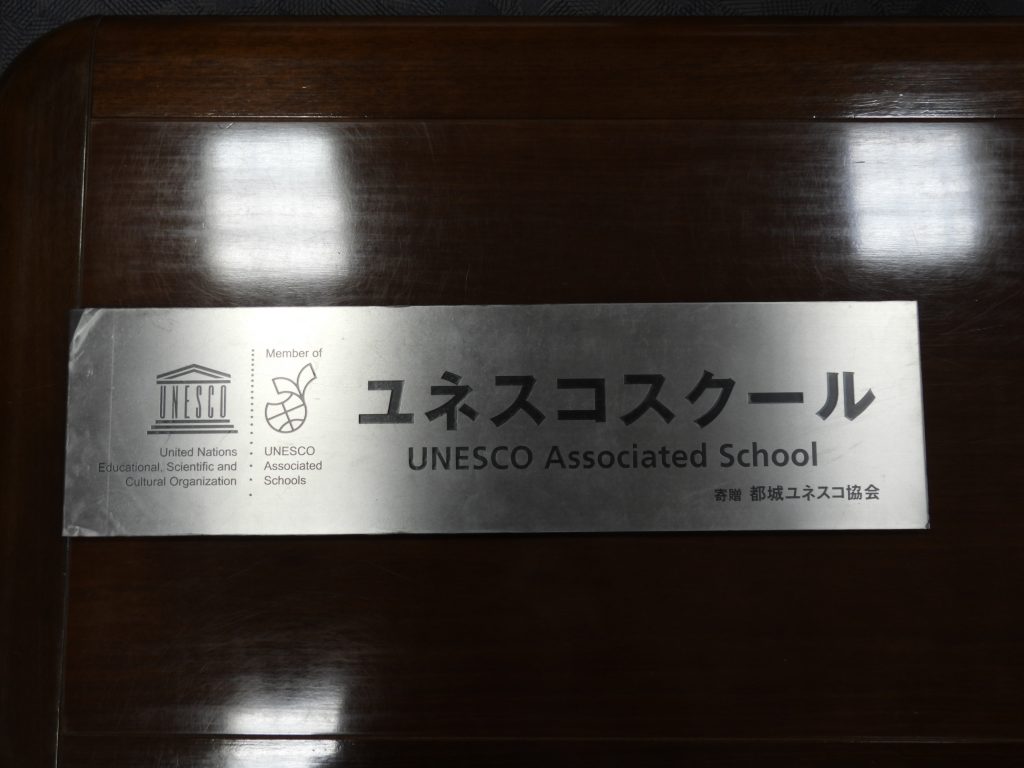 UNESCO
United Nations
Educational, Scientific and
Cultural Organization
Member of
UNESCO
Associated
Schools
ユネスコスクール
UNESCO Associated School
寄贈 都城ユネスコ協会